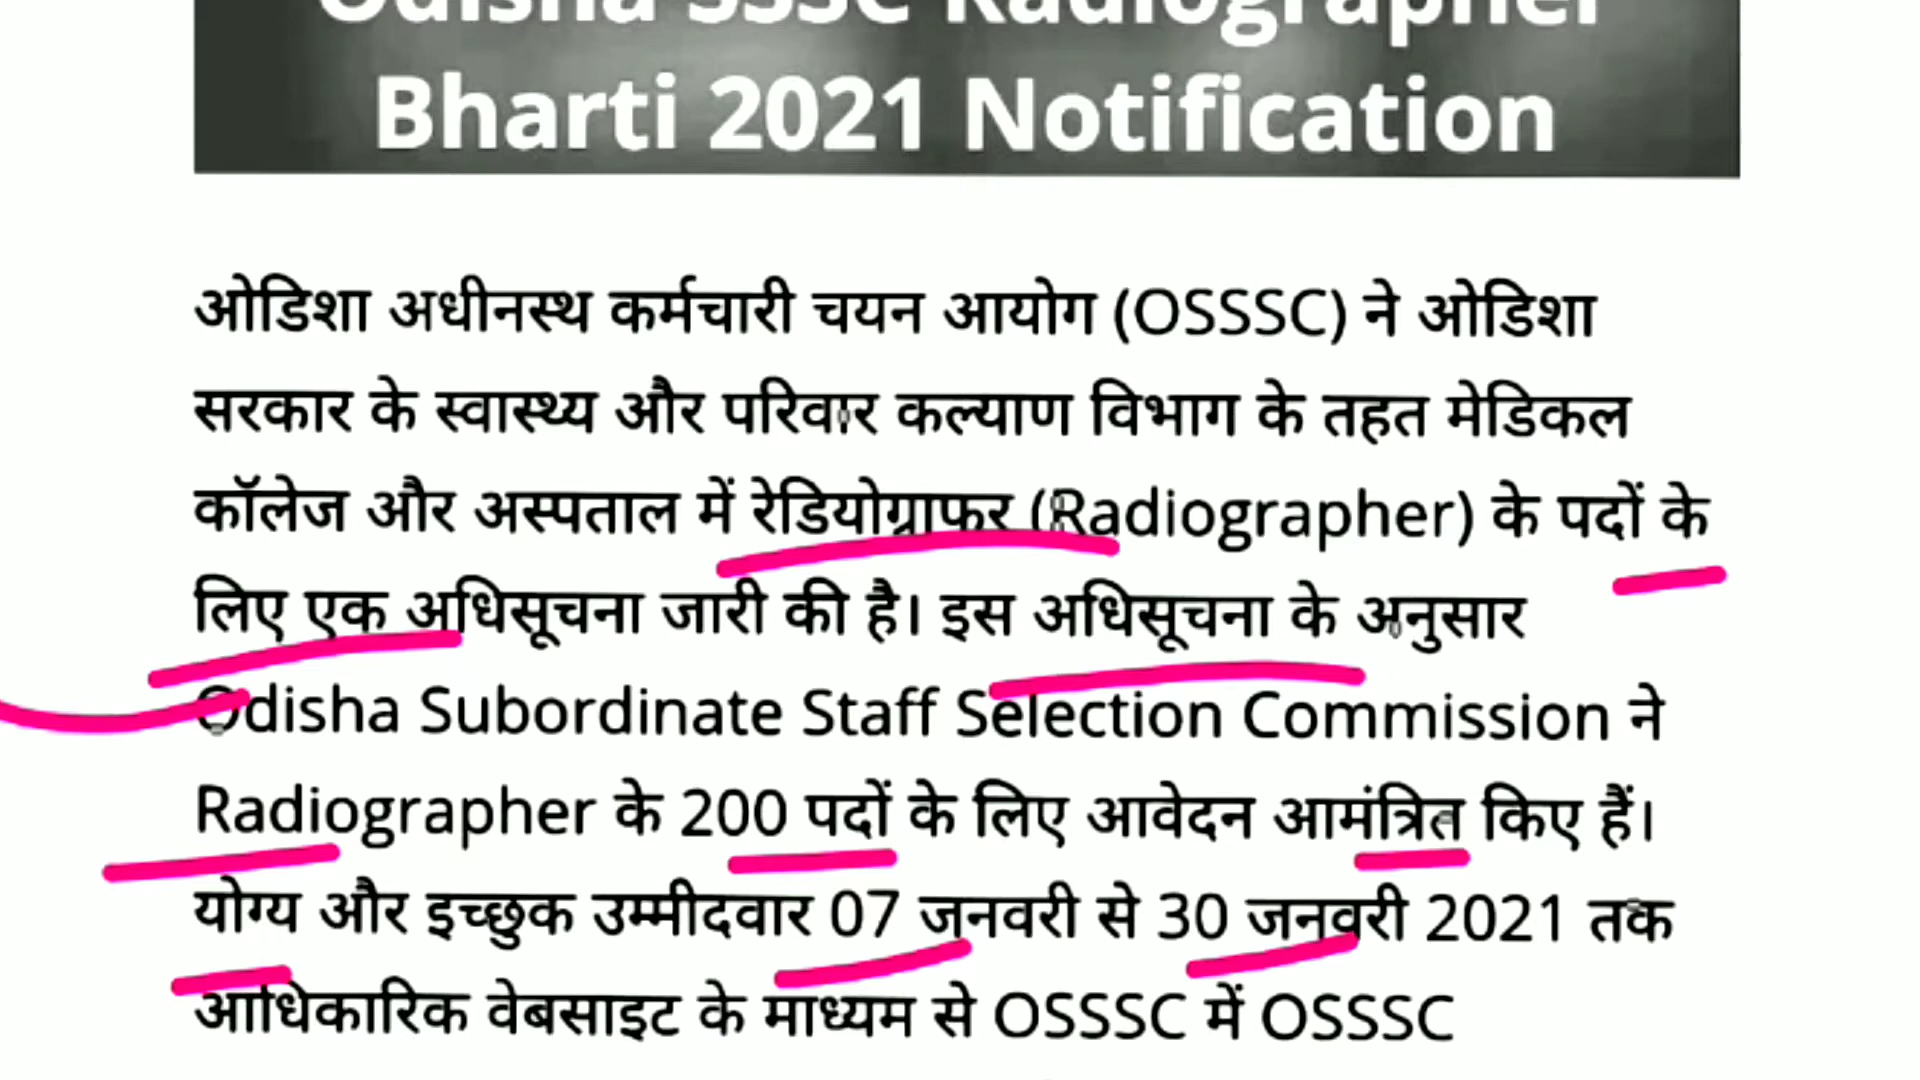 Odisha SSSC Radiographer
Bharti 2021 Notification
ओडिशा अधीनस्थ कर्मचारी चयन आयोग (OSSSC) ने ओडिशा
सरकार के स्वास्थ्य और परिवार कल्याण विभाग के तहत मेडिकल
कॉलेज और अस्पताल में रेडियोग्राफर (Radiographer) के पदों के
लिए एक अधिसूचना जारी की है। इस अधिसूचना के अनुसार
Odisha Subordinate Staff Selection Commission ने
Radiographer के 200 पदों के लिए आवेदन आमंत्रित किए हैं।
योग्य और इच्छुक उम्मीदवार 07 जनवरी से 30 जनवरी 2021 तक
आधिकारिक वेबसाइट के माध्यम से OSSSC में OSSSC